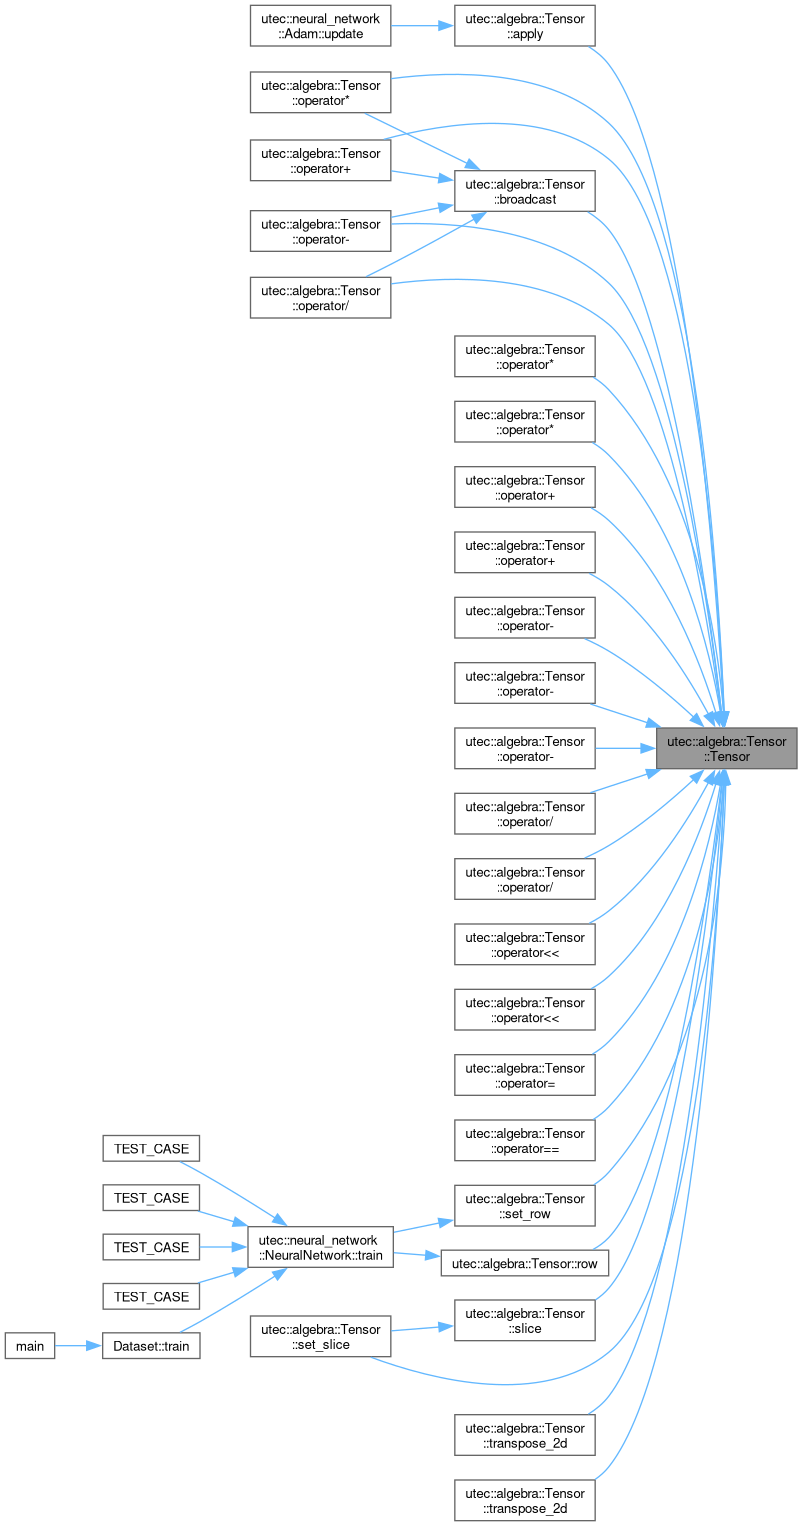 utec::neural_network
::Adam::update
utec::algebra::Tensor
::apply
utec::algebra::Tensor
::operator*
utec::algebra::Tensor
::operator+
utec::algebra::Tensor
::broadcast
utec::algebra::Tensor
::operator-
utec::algebra::Tensor
::operator/
utec::algebra::Tensor
::operator*
utec::algebra::Tensor
::operator*
utec::algebra::Tensor
::operator+
utec::algebra::Tensor
::operator+
utec::algebra::Tensor
::operator-
utec::algebra::Tensor
::operator-
utec::algebra::Tensor
::operator-
utec::algebra::Tensor
::Tensor
utec::algebra::Tensor
::operator/
utec::algebra::Tensor
::operator/
utec::algebra::Tensor
::operator<<
utec::algebra::Tensor
::operator<<
utec::algebra::Tensor
::operator=
utec::algebra::Tensor
::operator==
TEST_CASE
TEST_CASE
TEST_CASE
TEST_CASE
utec::neural_network
::NeuralNetwork::train
utec::algebra::Tensor
::set_row
utec::algebra::Tensor::row
main
Dataset::train
utec::algebra::Tensor
::set_slice
utec::algebra::Tensor
::slice
utec::algebra::Tensor
::transpose_2d
utec::algebra::Tensor
::transpose_2d